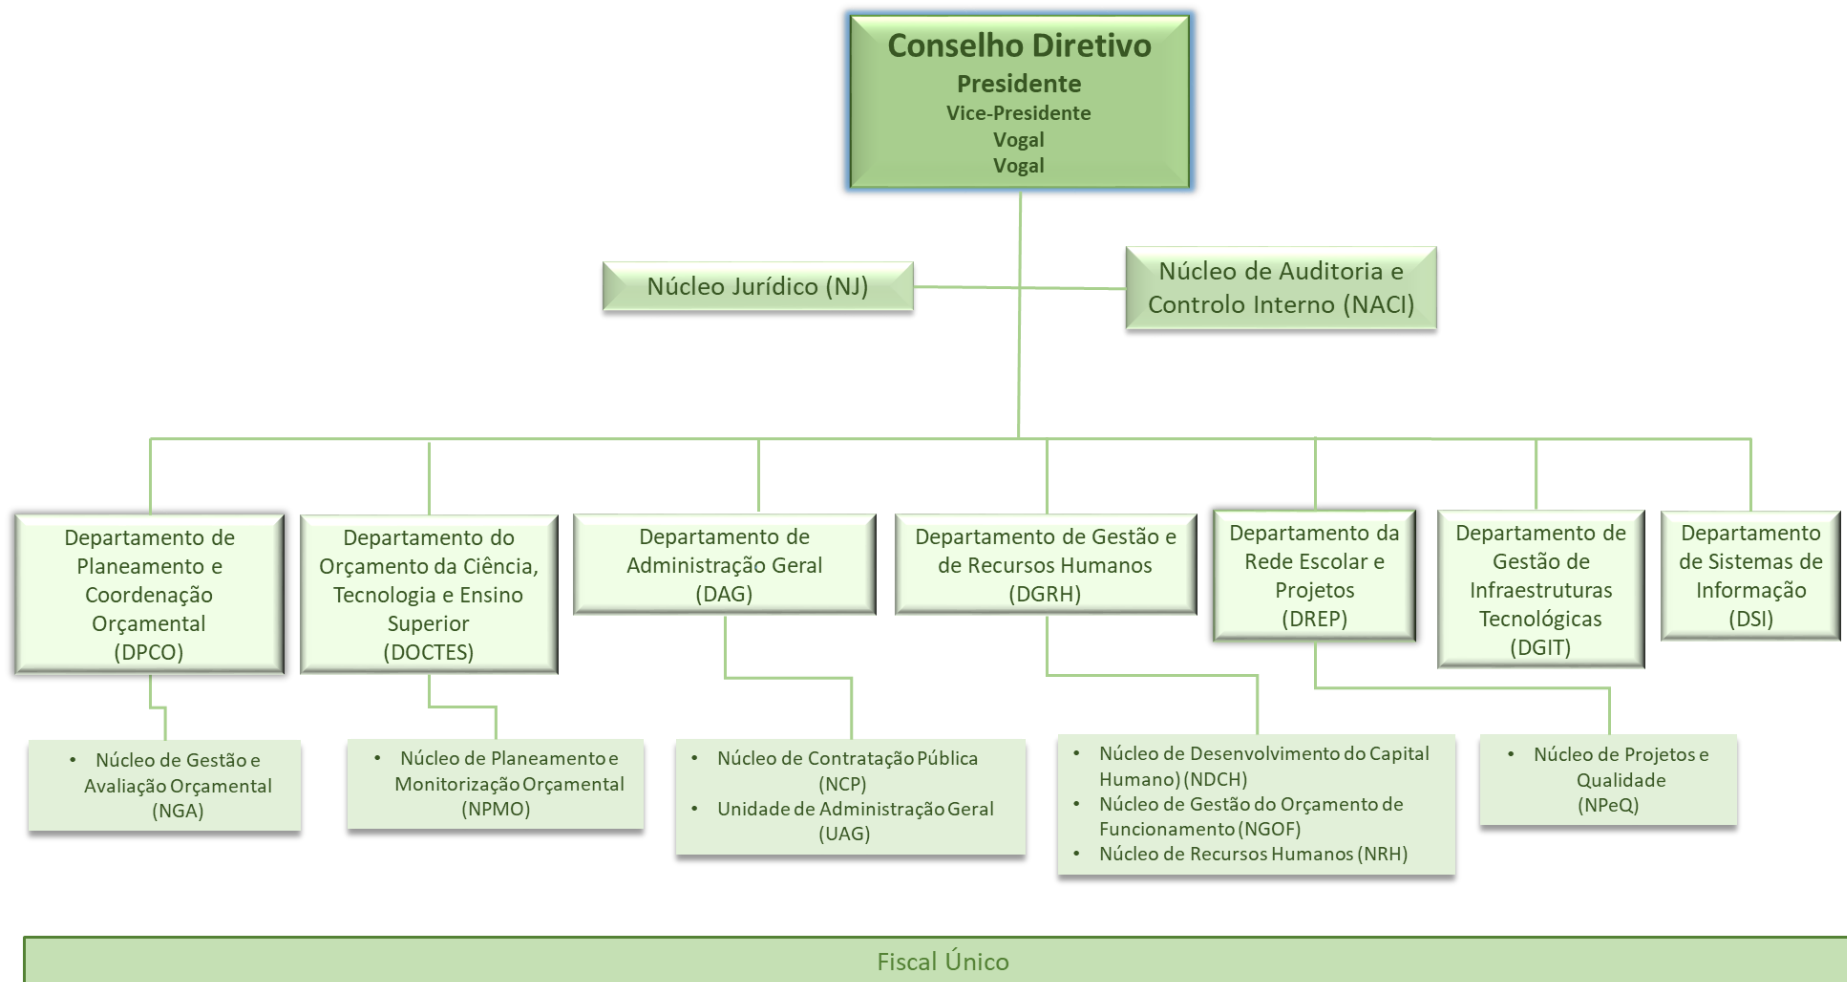 Conselho Diretivo
Presidente
Vice-Presidente
Vogal
Vogal
Núcleo Jurídico (NJ)
Núcleo de Auditoria e
Controlo Interno (NACI)
Departamento de
Planeamento e
Coordenação
Orçamental
(DPCO)
Departamento do
Orçamento da Ciência,
Tecnologia e Ensino
Superior
(DOCTES)
Departamento de
Administração Geral
(DAG)
Departamento de Gestão e
de Recursos Humanos
(DGRH)
Departamento da
Rede Escolar e
Projetos
(DREP)
Departamento de
Gestão de
Infraestruturas
Tecnológicas
(DGIT)
Departamento
de Sistemas de
Informação
(DSI)
• Núcleo de Gestão e
Avaliação Orçamental
(NGA)
• Núcleo de Planeamento e
Monitorização Orçamental
(NPMO)
• Núcleo de Contratação Pública
(NCP)
• Unidade de Administração Geral
(UAG)
• Núcleo de Desenvolvimento do Capital
Humano) (NDCH)
• Núcleo de Gestão do Orçamento de
Funcionamento (NGOF)
• Núcleo de Recursos Humanos (NRH)
• Núcleo de Projetos e
Qualidade
(NPeQ)
Fiscal Único